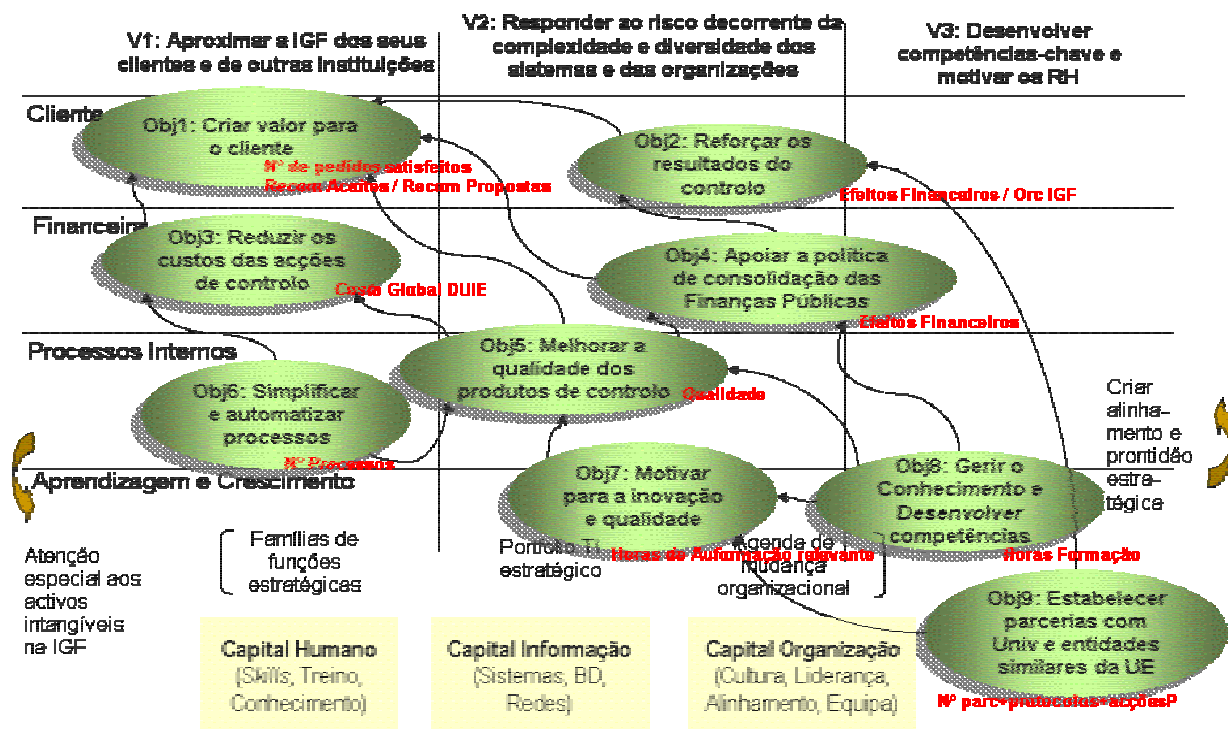 V1: Aproximar a IGF dos seus
clientes e de outras instituições
V2: Responder ao risco decorrente da
complexidade e diversidade dos
sistemas e das organizações
V3: Desenvolver
competências-chave e
motivar os RH
Cliente
Obj1: Criar valor para
o cliente
Nº de pedidos satisfeitos
Recom Aceites / Recom Propostas
Obj2: Reforçar os
resultados do
controlo
Efeitos Financeiros / Orc IGF
Financeira
Obj3: Reduzir os
custos das acções
de controlo
Custo Global DUIE
Obj4: Apoiar a política
de consolidação das
Finanças Públicas
Efeitos Financeiros
Processos Internos
Obj5: Melhorar a
qualidade dos
produtos de controlo
Qualidade
Obj6: Simplificar
e automatizar
processos
Nº Processos
Criar
alinha-
mento e
prontidão
estra-
tégica
Aprendizagem e Crescimento
Obj7: Motivar
para a inovação
e qualidade
Horas de Auformação relevante
Obj8: Gerir o
Conhecimento e
Desenvolver
competências
Horas Formação
Atenção
especial aos
activos
intangíveis
na IGF
Famílias de
funções
estratégicas
Portfolio TI
estratégico
Agenda de
mudança
organizacional
Obj9: Estabelecer
parcerias com
Univ e entidades
similares da UE
Nº parc+protocolos+acçõesP
Capital Humano
(Skills, Treino,
Conhecimento)
Capital Informação
(Sistemas, BD,
Redes)
Capital Organização
(Cultura, Liderança,
Alinhamento, Equipa)